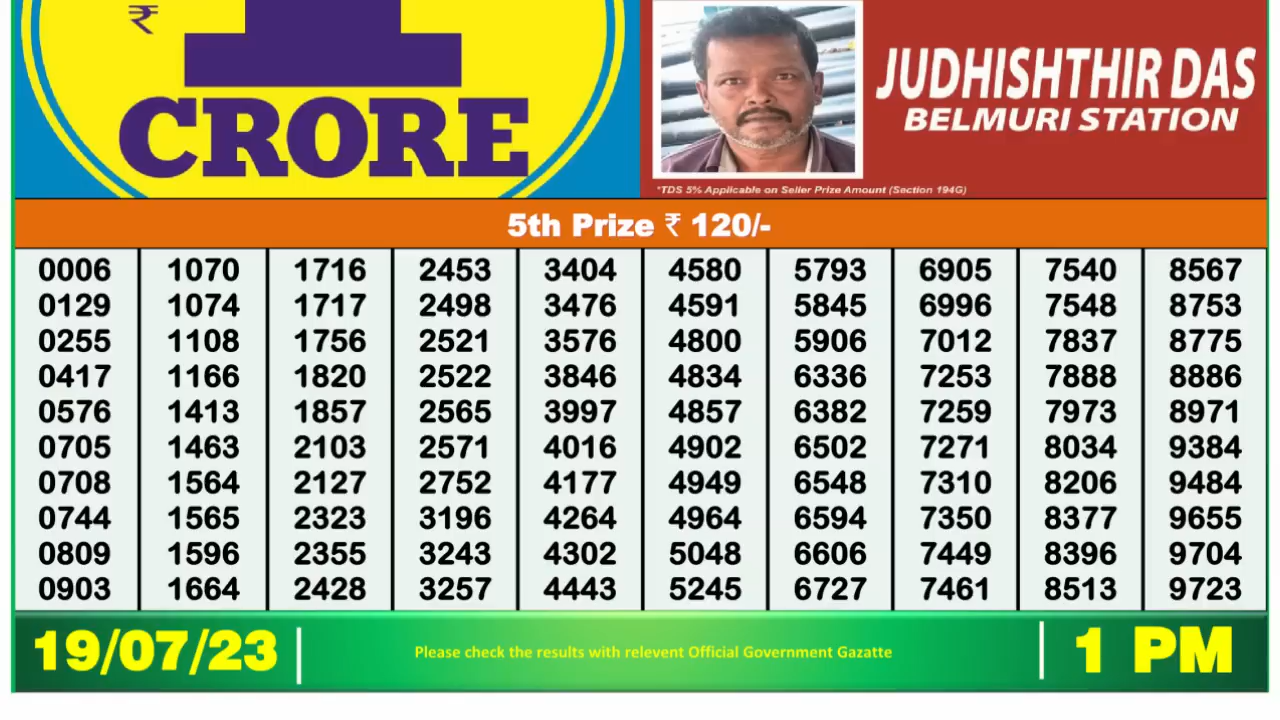 ₹
1
CRORE
JUDHISHTHIR DAS
BELMURI STATION
*TDS 5% Applicable on Seller Prize Amount (Section 194G)
5th Prize ₹ 120/-
0006 1070 1716 2453 3404 4580 5793 6905 7540 8567
0129 1074 1717 2498 3476 4591 5845 6996 7548 8753
0255 1108 1756 2521 3576 4800 5906 7012 7837 8775
0417 1166 1820 2522 3846 4834 6336 7253 7888 8886
0576 1413 1857 2565 3997 4857 6382 7259 7973 8971
0705 1463 2103 2571 4016 4902 6502 7271 8034 9384
0708 1564 2127 2752 4177 4949 6548 7310 8206 9484
0744 1565 2323 3196 4264 4964 6594 7350 8377 9655
0809 1596 2355 3243 4302 5048 6606 7449 8396 9704
0903 1664 2428 3257 4443 5245 6727 7461 8513 9723
19/07/23
Please check the results with relevent Official Government Gazatte
1 PM